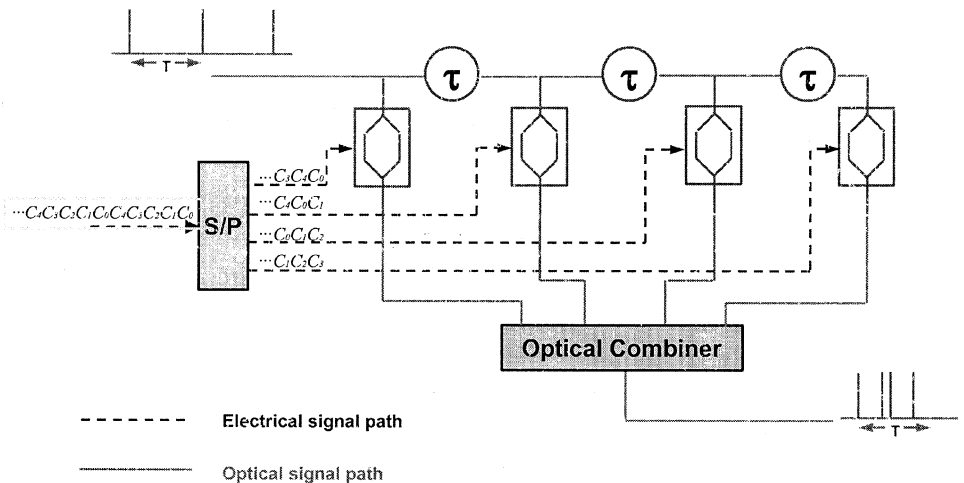 T
τ τ τ
···C₃C₄C₀
···C₄C₃C₂C₁C₀C₄C₃C₂C₁C₀
S/P
···C₄C₀C₁
···C₀C₁C₂
···C₁C₂C₃
Optical Combiner
T
Electrical signal path
Optical signal path